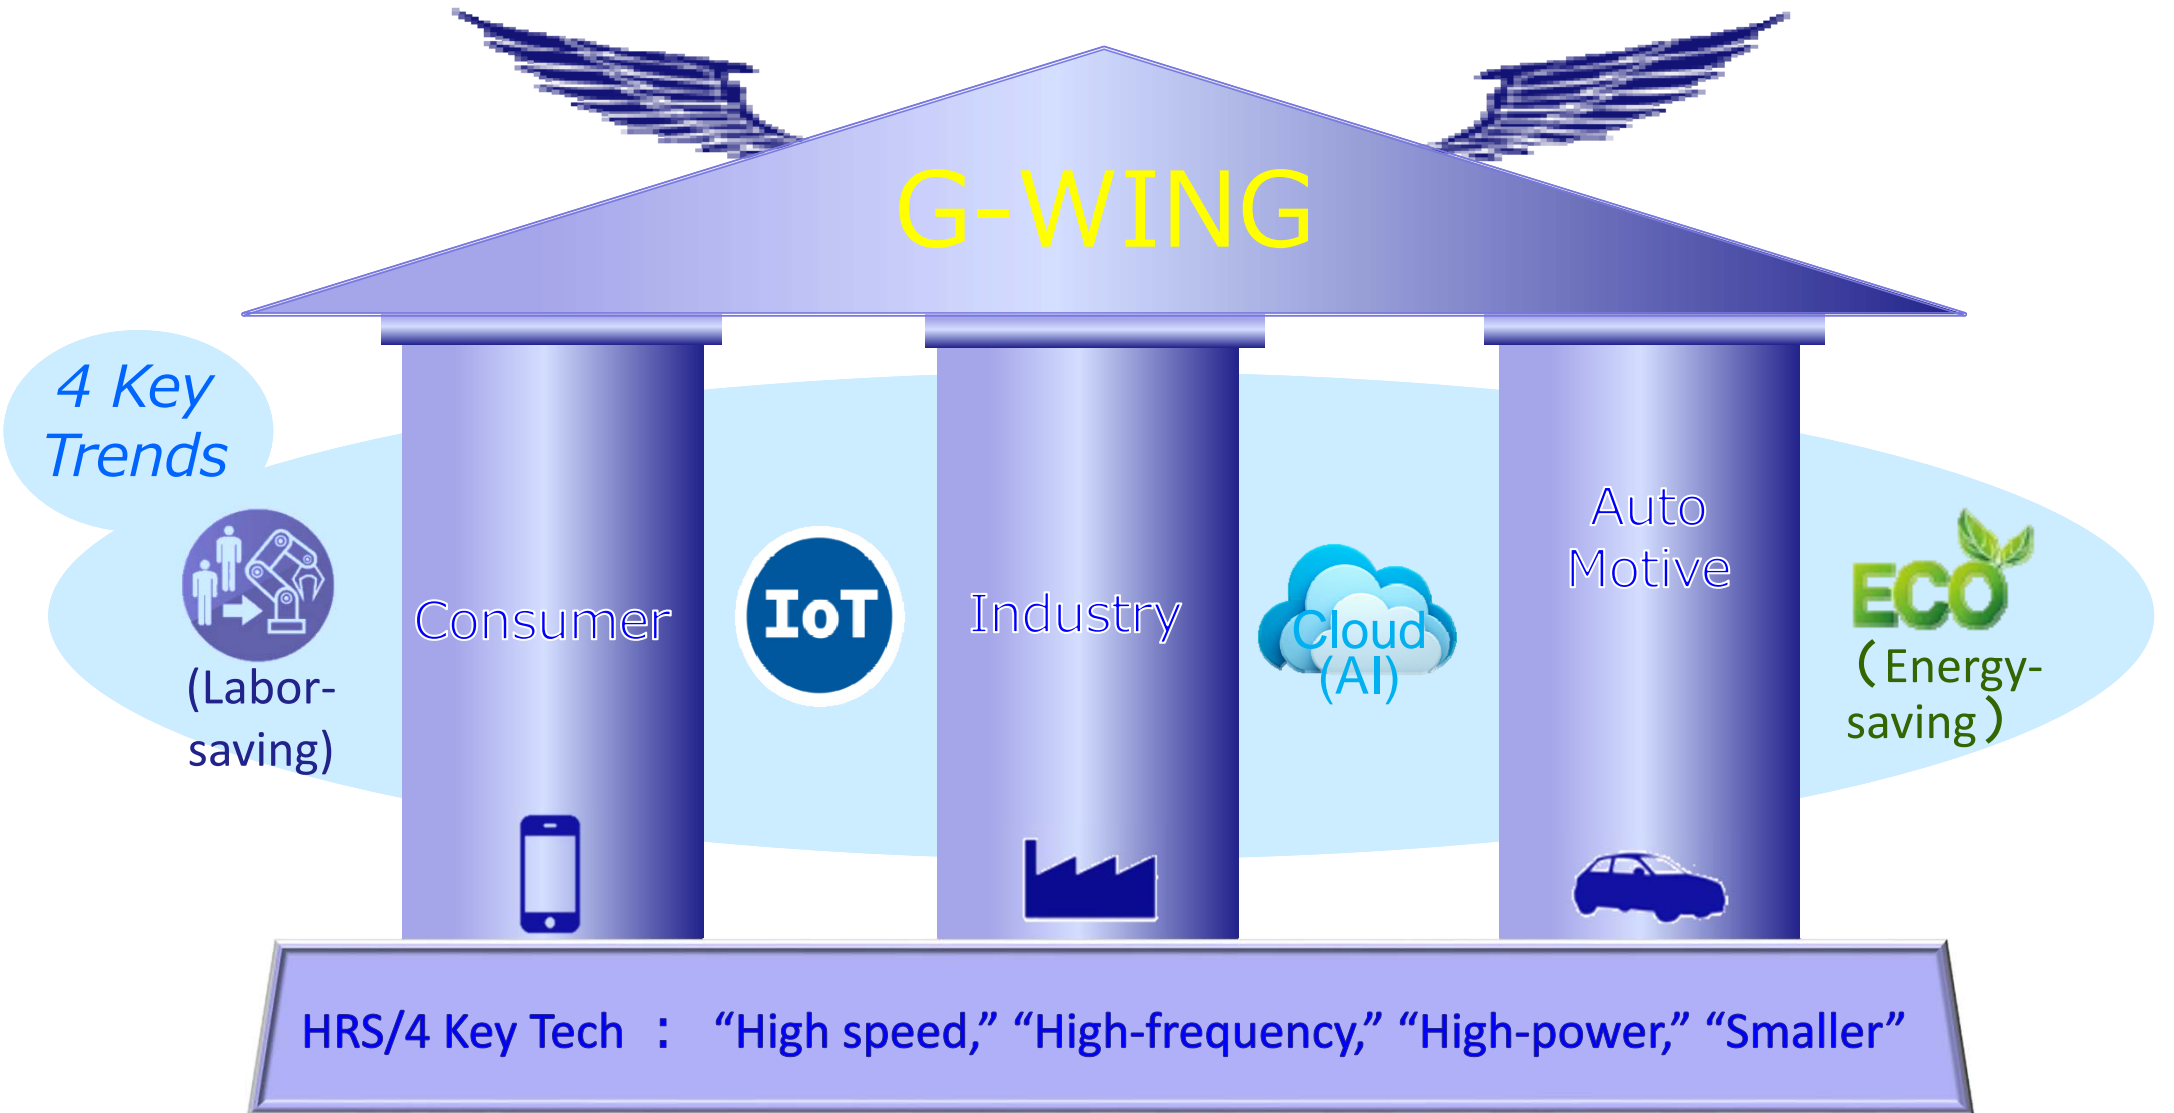 G-WING
4 Key
Trends
(Labor-
saving)
Consumer
IoT
Industry
Cloud
(AI)
Auto
Motive
ECO
（Energy-
saving）
HRS/4 Key Tech ： “High speed,” “High-frequency,” “High-power,” “Smaller”